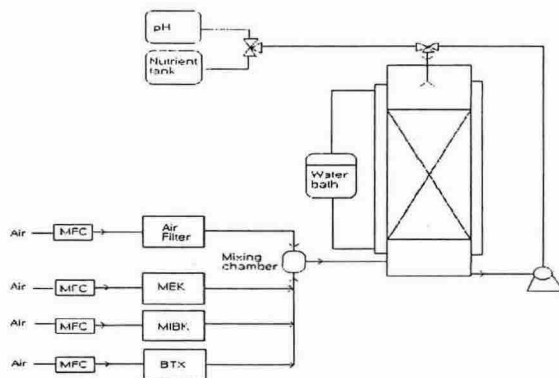 pH
Nutrient
tank
Water
bath
Air
MFC
Air
Filter
Mixing
chamber
Air
MFC
MEK
Air
MFC
MIBK
Air
MFC
BTX